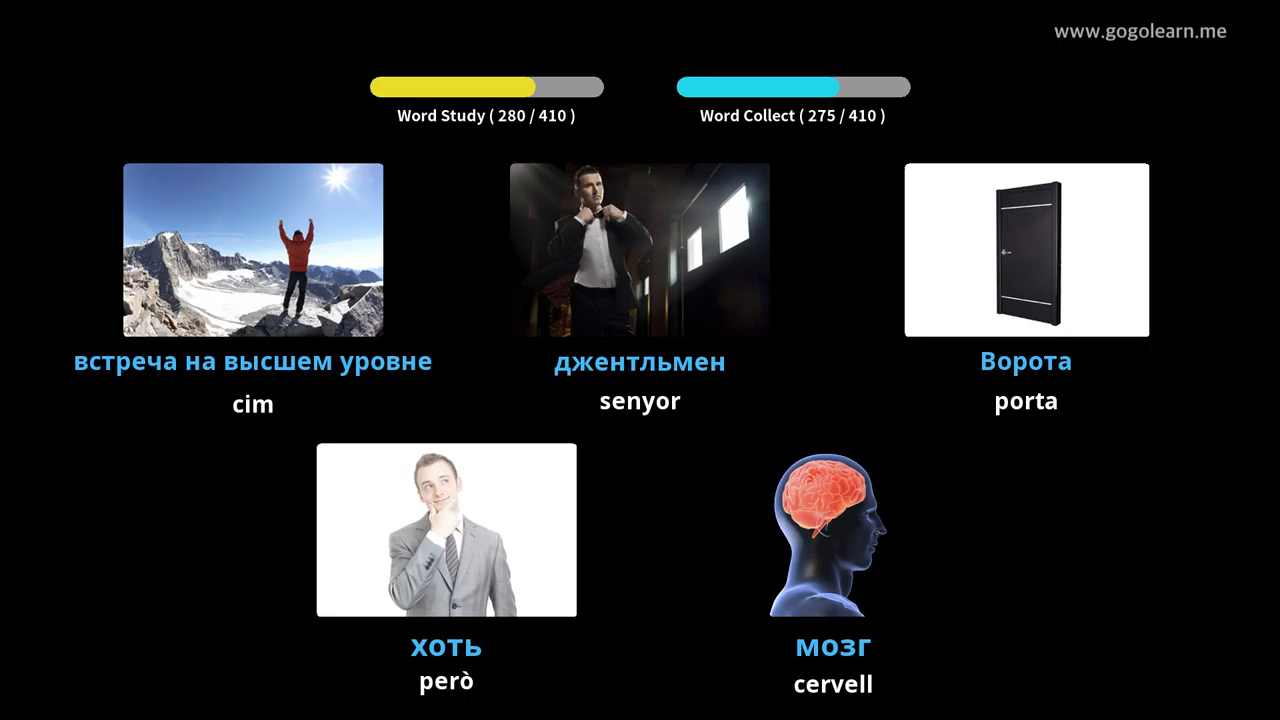 www.gogolearn.me
Word Study ( 280 / 410 )
Word Collect ( 275 / 410 )
встреча на высшем уровне
cim
джентльмен
senyor
Ворота
porta
хоть
però
мозг
cervell